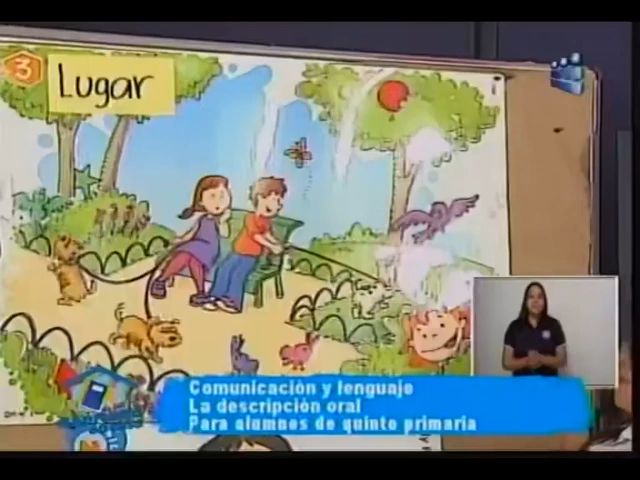 3
Lugar
Comunicación y lenguaje
La descripción oral
Para alumnos de quinto primaria